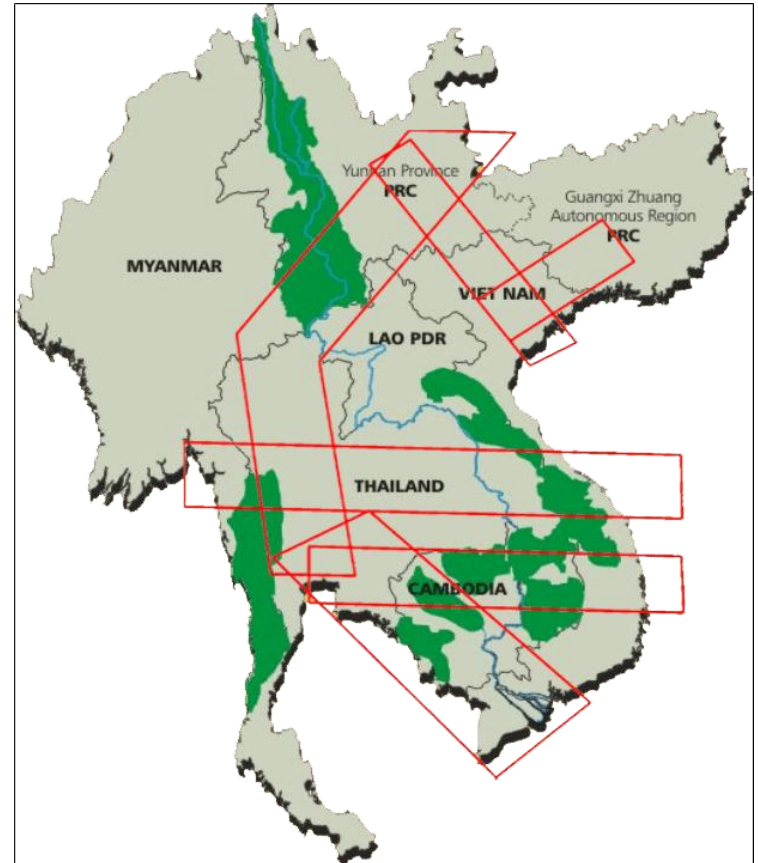 Yunnan Province
PRC
Guangxi Zhuang
Autonomous Region
PRC
MYANMAR
VIET NAM
LAO PDR
THAILAND
CAMBODIA